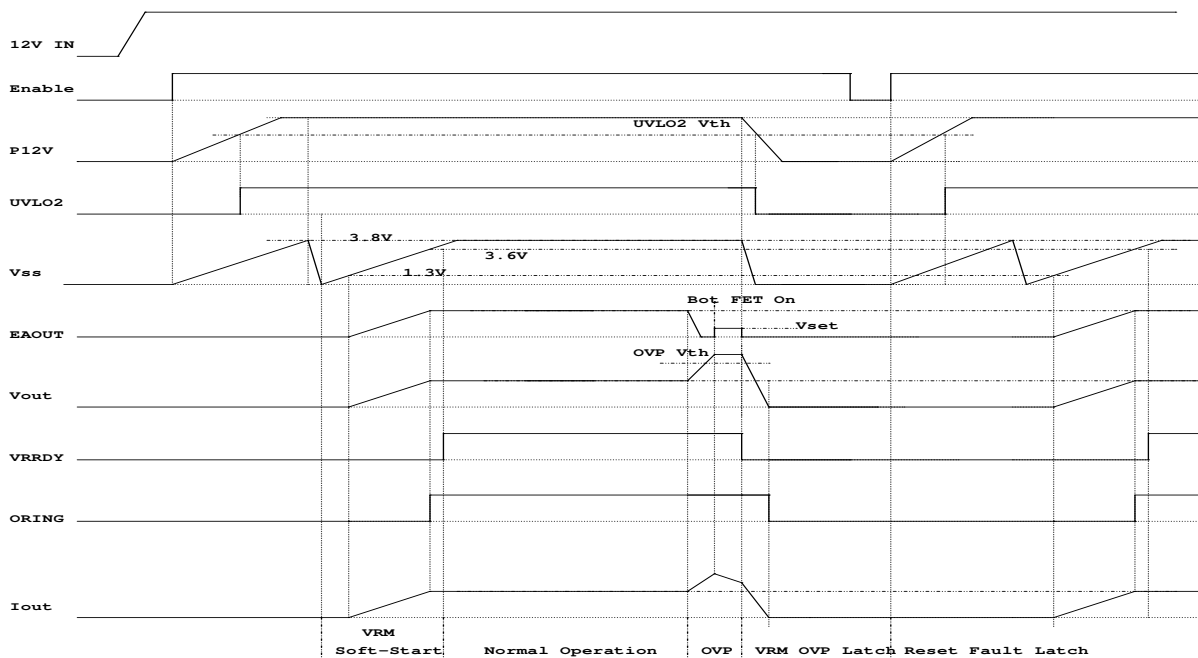 12V IN
Enable
UVLO2 Vth
P12V
UVLO2
3.8V
3.6V
1.3V
Vss
Bot FET On
Vset
EAOUT
OVP Vth
Vout
VRRDY
ORING
Iout
VRM
Soft-Start
Normal Operation
OVP
VRM OVP Latch
Reset Fault Latch